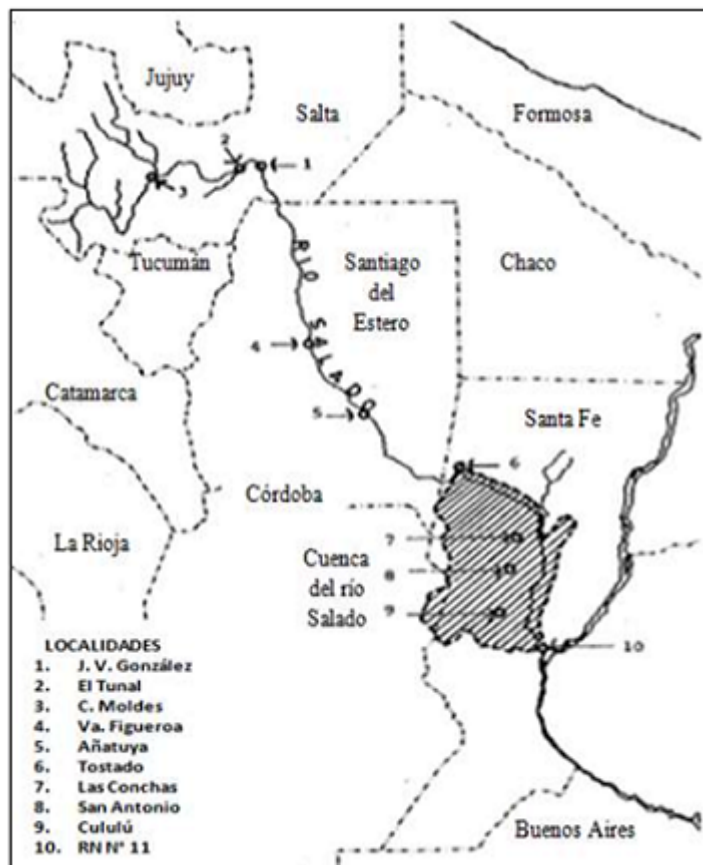 Jujuy
Salta
Formosa
2
1
3
Tucumán
RIO SALADO
Santiago
del
Estero
Chaco
4
Catamarca
5
Santa Fe
6
Córdoba
La Rioja
7
Cuenca
del río
Salado
8
9
10
LOCALIDADES
1. J. V. González
2. El Tunal
3. C. Moldes
4. Va. Figueroa
5. Añatuya
6. Tostado
7. Las Conchas
8. San Antonio
9. Cululú
10. RN N° 11
Buenos Aires